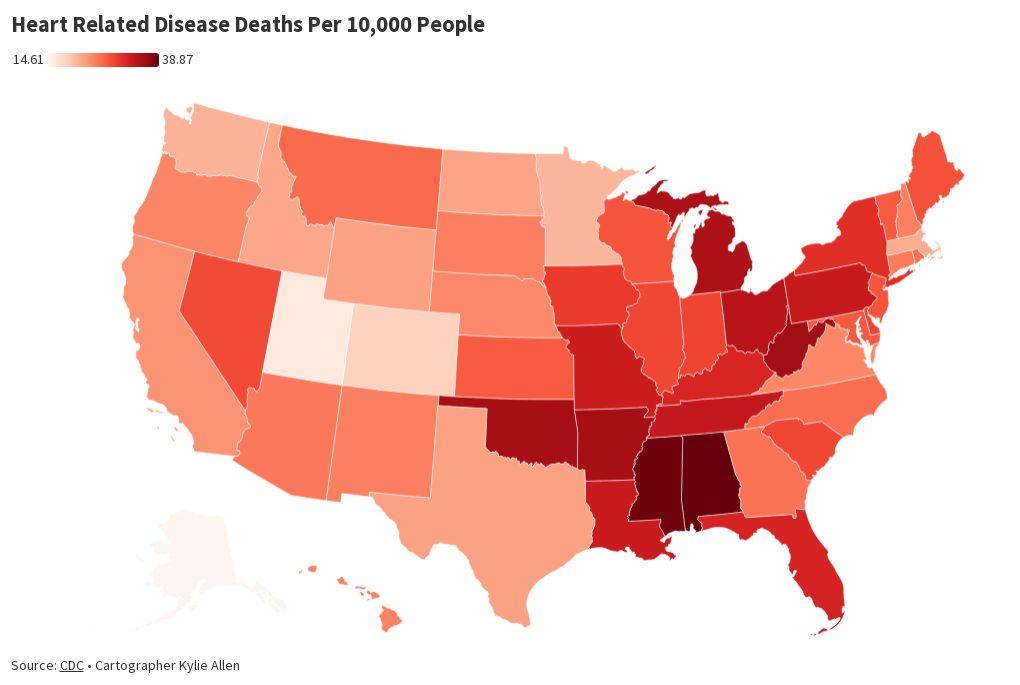 Heart Related Disease Deaths Per 10,000 People
14.61 38.87
Source: CDC • Cartographer Kylie Allen